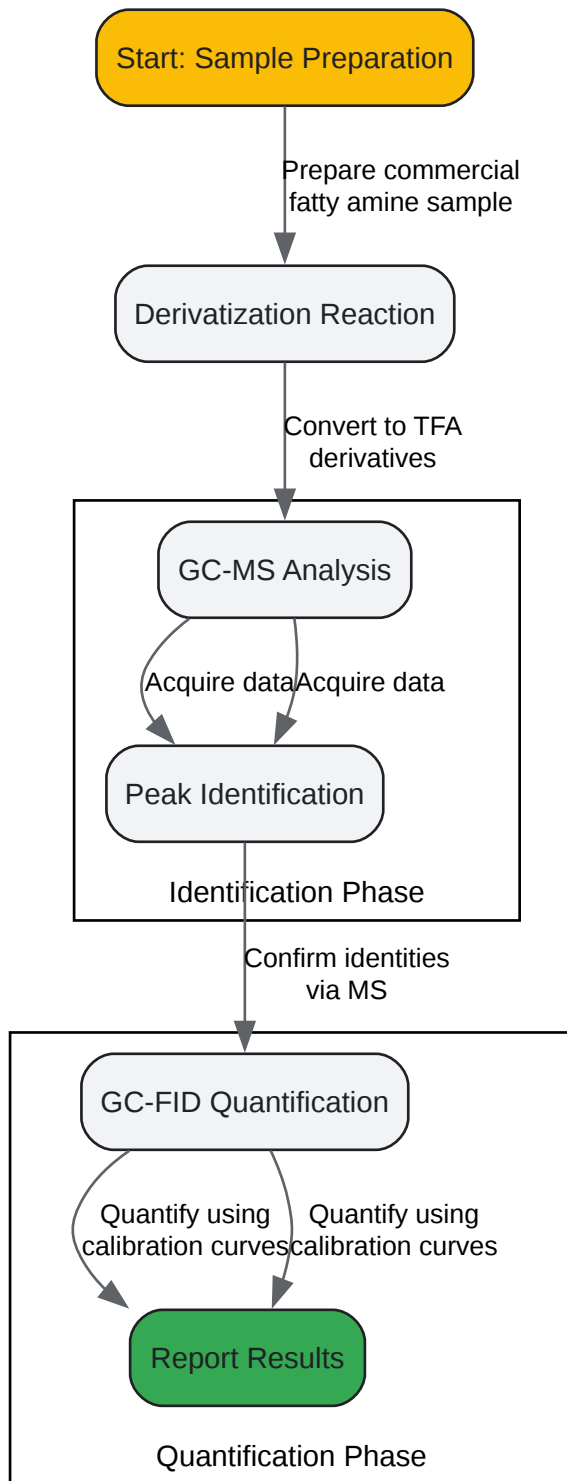 Start: Sample Preparation
Prepare commercial
fatty amine sample
Derivatization Reaction
Convert to TFA
derivatives
GC-MS Analysis
Acquire data
Acquire data
Peak Identification
Identification Phase
Confirm identities
via MS
GC-FID Quantification
Quantify using
calibration curves
Quantify using
calibration curves
Report Results
Quantification Phase